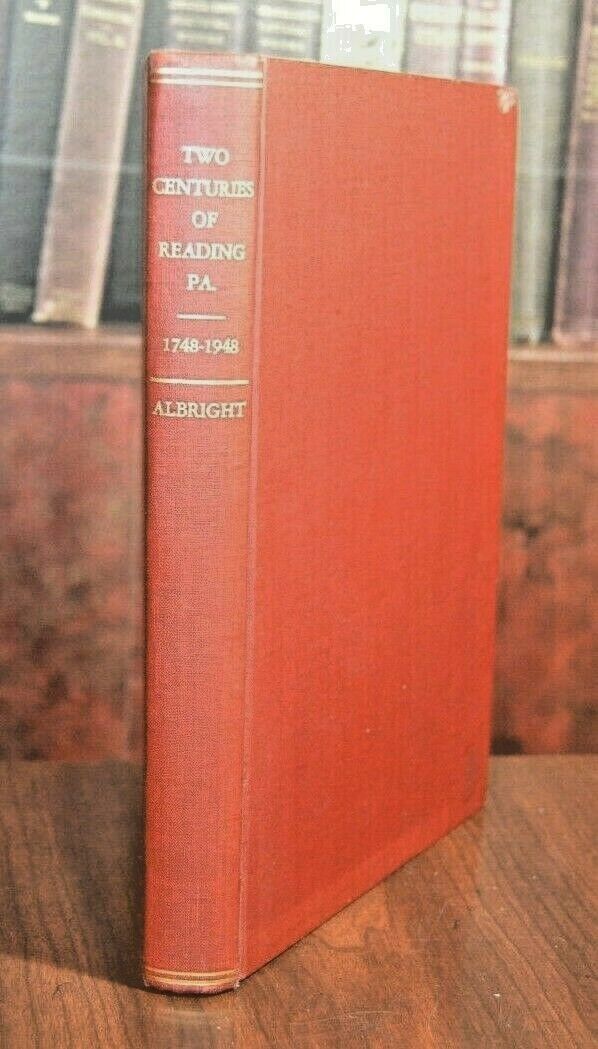 TWO
CENTURIES
OF
READING
PA.
1748-1948
ALBRIGHT